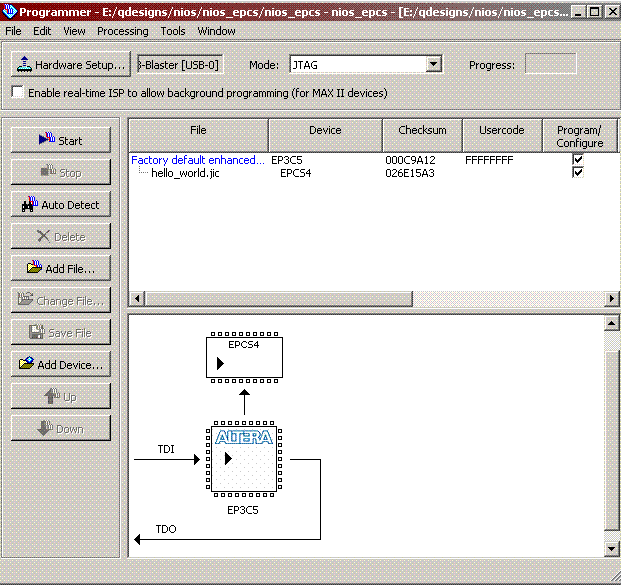 Programmer - E:/qdesigns/nios/nios_epcs/nios_epcs - nios_epcs - [E:/qdesigns/nios/nios_epcs...
File Edit View Processing Tools Window
Hardware Setup... -Blaster [USB-0] Mode: JTAG Progress:
Enable real-time ISP to allow background programming (for MAX II devices)
Start
Stop
Auto Detect
Delete
Add File...
Change File...
Save File
Add Device...
Up
Down
File Device Checksum Usercode Program/
Configure
Factory default enhanced... EP3C5 000C9A12 FFFFFFFF
hello_world.jic EPCS4 026E15A3
EPCS4
ALTERA
TDI
EP3C5
TDO